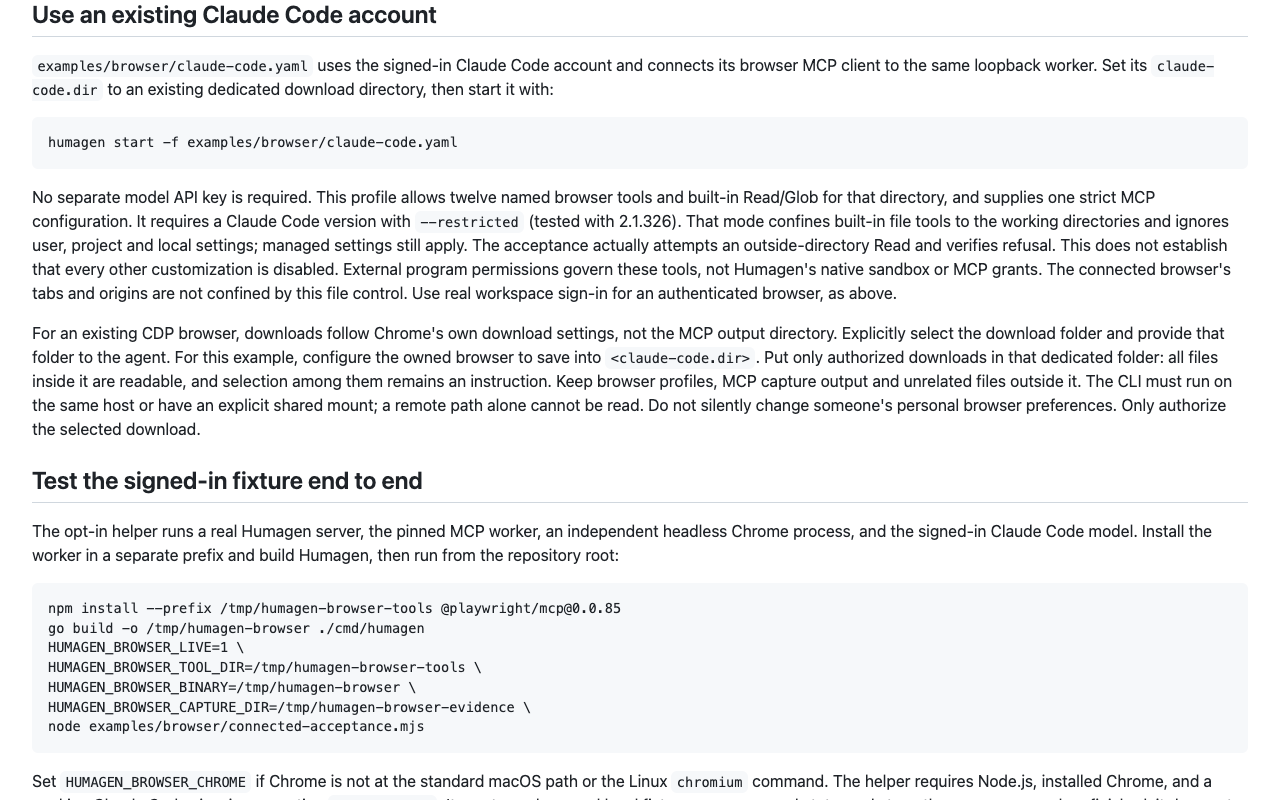 Use an existing Claude Code account
examples/browser/claude-code.yaml uses the signed-in Claude Code account and connects its browser MCP client to the same loopback worker. Set its claude-
code.dir to an existing dedicated download directory, then start it with:
humagen start -f examples/browser/claude-code.yaml
No separate model API key is required. This profile allows twelve named browser tools and built-in Read/Glob for that directory, and supplies one strict MCP
configuration. It requires a Claude Code version with --restricted (tested with 2.1.326). That mode confines built-in file tools to the working directories and ignores
user, project and local settings; managed settings still apply. The acceptance actually attempts an outside-directory Read and verifies refusal. This does not establish
that every other customization is disabled. External program permissions govern these tools, not Humagen's native sandbox or MCP grants. The connected browser's
tabs and origins are not confined by this file control. Use real workspace sign-in for an authenticated browser, as above.
For an existing CDP browser, downloads follow Chrome's own download settings, not the MCP output directory. Explicitly select the download folder and provide that
folder to the agent. For this example, configure the owned browser to save into <claude-code.dir> . Put only authorized downloads in that dedicated folder: all files
inside it are readable, and selection among them remains an instruction. Keep browser profiles, MCP capture output and unrelated files outside it. The CLI must run on
the same host or have an explicit shared mount; a remote path alone cannot be read. Do not silently change someone's personal browser preferences. Only authorize
the selected download.
Test the signed-in fixture end to end
The opt-in helper runs a real Humagen server, the pinned MCP worker, an independent headless Chrome process, and the signed-in Claude Code model. Install the
worker in a separate prefix and build Humagen, then run from the repository root:
npm install --prefix /tmp/humagen-browser-tools @playwright/mcp@0.0.85
go build -o /tmp/humagen-browser ./cmd/humagen
HUMAGEN_BROWSER_LIVE=1 \
HUMAGEN_BROWSER_TOOL_DIR=/tmp/humagen-browser-tools \
HUMAGEN_BROWSER_BINARY=/tmp/humagen-browser \
HUMAGEN_BROWSER_CAPTURE_DIR=/tmp/humagen-browser-evidence \
node examples/browser/connected-acceptance.mjs
Set HUMAGEN_BROWSER_CHROME if Chrome is not at the standard macOS path or the Linux chromium command. The helper requires Node.js, installed Chrome, and a